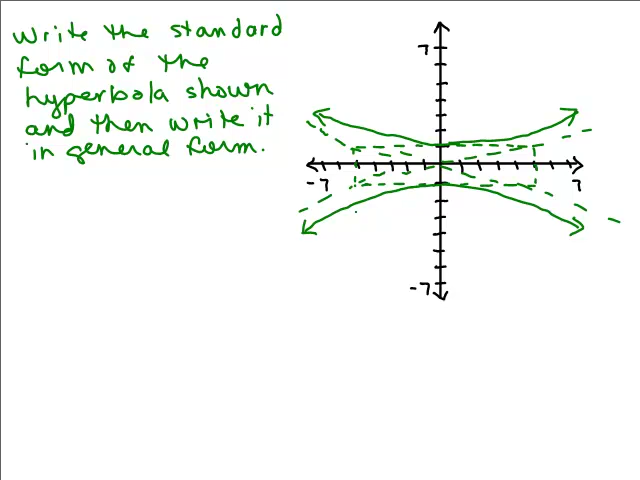 Write the standard
form of the
hyperbola shown
and then write it
in general form.
7
-7
7
-7